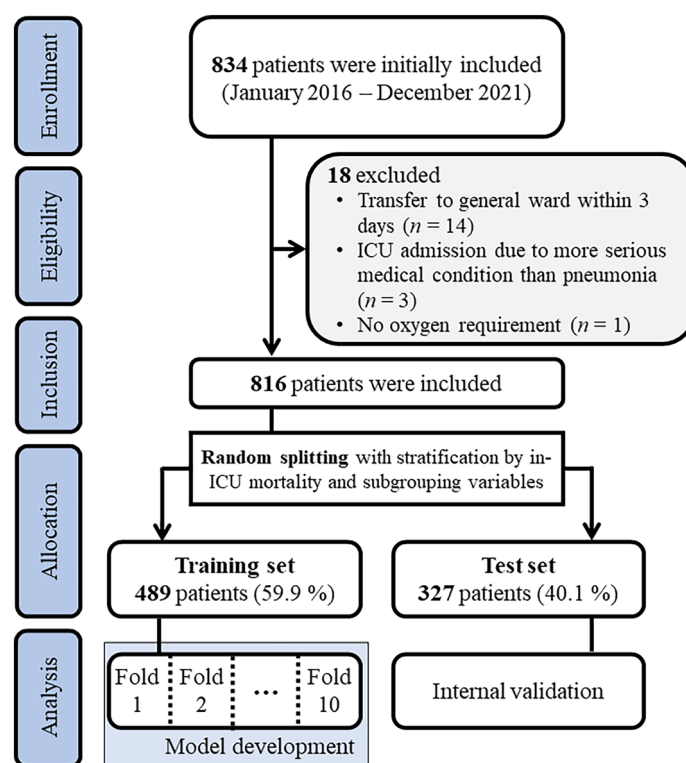 Enrollment
834 patients were initially included
(January 2016 – December 2021)
Eligibility
18 excluded
• Transfer to general ward within 3
days (n = 14)
• ICU admission due to more serious
medical condition than pneumonia
(n = 3)
• No oxygen requirement (n = 1)
Inclusion
816 patients were included
Allocation
Random splitting with stratification by in-
ICU mortality and subgrouping variables
Training set
489 patients (59.9 %)
Test set
327 patients (40.1 %)
Analysis
Fold
1
Fold
2
...
Fold
10
Model development
Internal validation